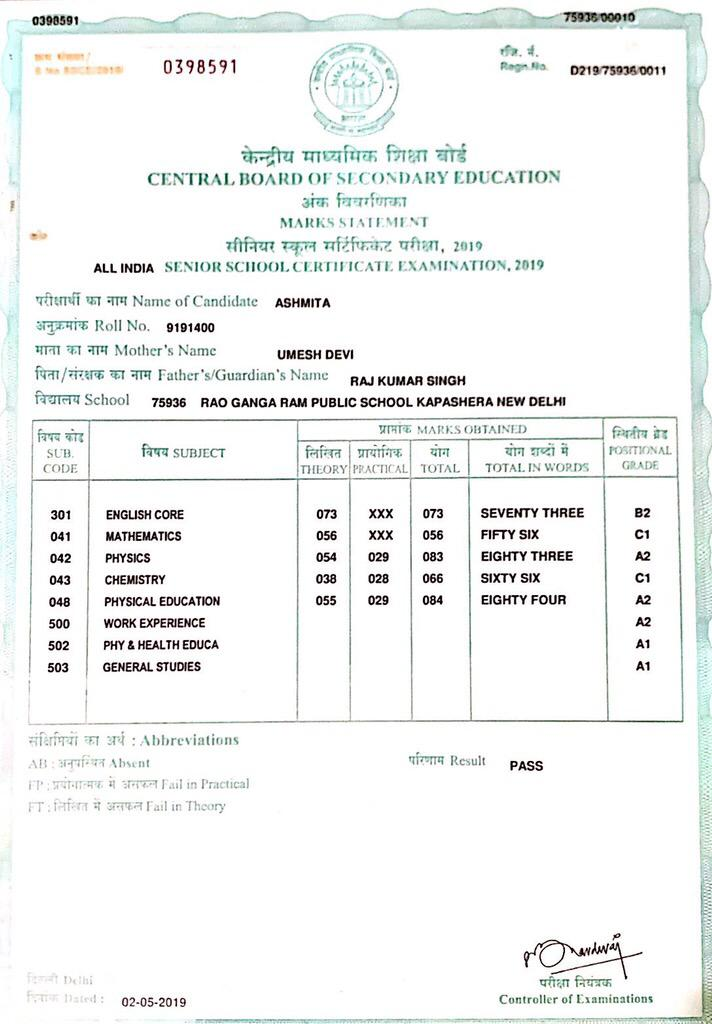 0398591 75936/00010
0398591
रजि. नं.
Regn.No. D219/75936/0011
केन्द्रीय माध्यमिक शिक्षा बोर्ड
CENTRAL BOARD OF SECONDARY EDUCATION
अंक विवरणिका
MARKS STATEMENT
सीनियर स्कूल सर्टिफिकेट परीक्षा, 2019
ALL INDIA SENIOR SCHOOL CERTIFICATE EXAMINATION, 2019
परीक्षार्थी का नाम Name of Candidate ASHMITA
अनुक्रमांक Roll No. 9191400
माता का नाम Mother's Name UMESH DEVI
पिता/संरक्षक का नाम Father's/Guardian's Name RAJ KUMAR SINGH
विद्यालय School 75936 RAO GANGA RAM PUBLIC SCHOOL KAPASHERA NEW DELHI
विषय कोड SUB. CODE विषय SUBJECT प्राप्तांक MARKS OBTAINED स्थितीय ग्रेड POSITIONAL GRADE
लिखित THEORY प्रायोगिक PRACTICAL योग TOTAL योग शब्दों में TOTAL IN WORDS
301 ENGLISH CORE 073 XXX 073 SEVENTY THREE B2
041 MATHEMATICS 056 XXX 056 FIFTY SIX C1
042 PHYSICS 054 029 083 EIGHTY THREE A2
043 CHEMISTRY 038 028 066 SIXTY SIX C1
048 PHYSICAL EDUCATION 055 029 084 EIGHTY FOUR A2
500 WORK EXPERIENCE A2
502 PHY & HEALTH EDUCA A1
503 GENERAL STUDIES A1
संक्षिप्तियों का अर्थ : Abbreviations
AB : अनुपस्थित Absent
परिणाम Result PASS
FP : प्रयोगात्मक में असफल Fail in Practical
FT : लिखित में असफल Fail in Theory
दिल्ली Delhi
दिनांक Dated : 02-05-2019
परीक्षा नियंत्रक
Controller of Examinations